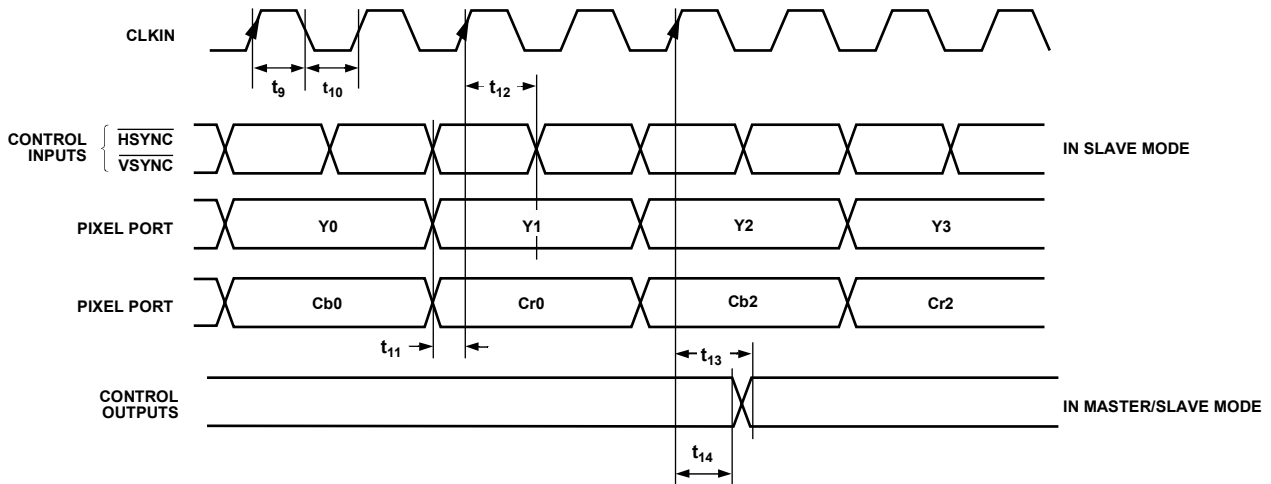 CLKIN
t9
t10
t12
CONTROL INPUTS
HSYNC
VSYNC
IN SLAVE MODE
PIXEL PORT
Y0
Y1
Y2
Y3
PIXEL PORT
Cb0
Cr0
Cb2
Cr2
t11
t13
CONTROL OUTPUTS
IN MASTER/SLAVE MODE
t14